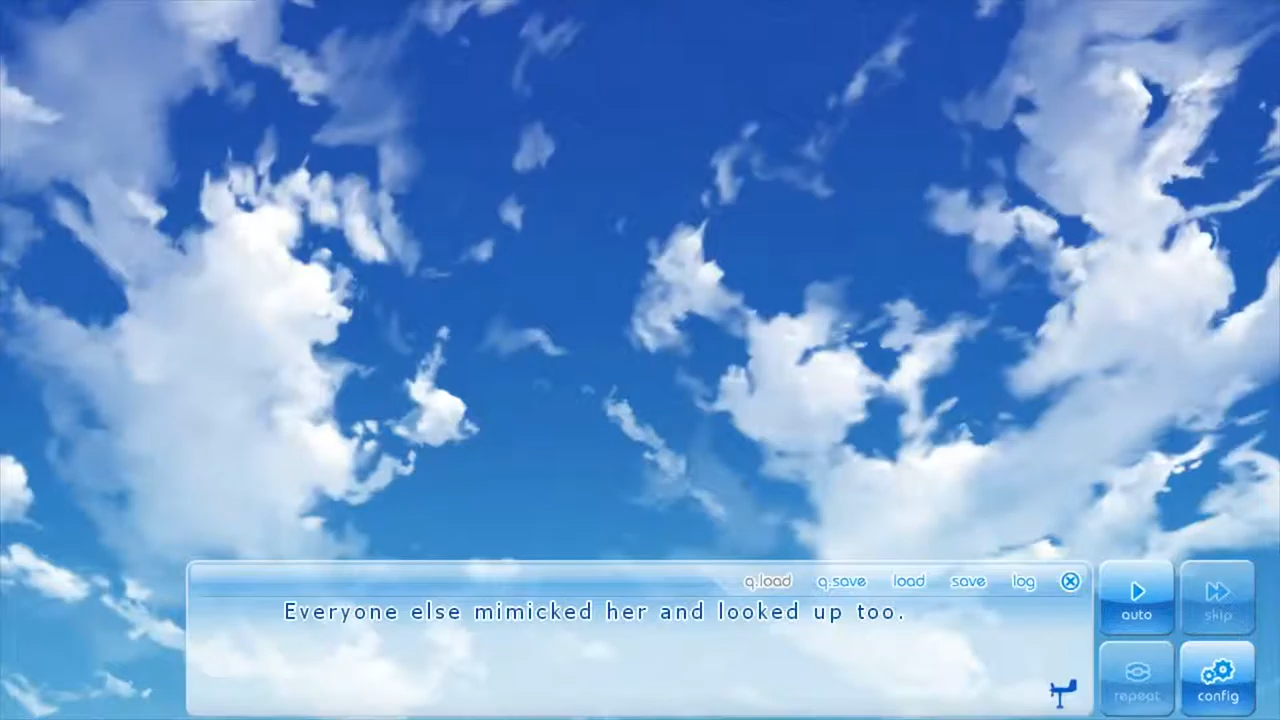 q.load q.save load save log
Everyone else mimicked her and looked up too.
auto
skip
repeat
config